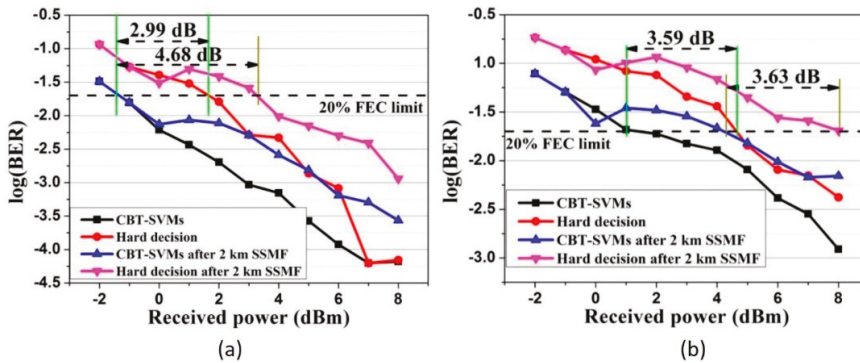 2.99 dB
4.68 dB
20% FEC limit
log(BER)
-0.5
-1.0
-1.5
-2.0
-2.5
-3.0
-3.5
-4.0
-4.5
CBT-SVMs
Hard decision
CBT-SVMs after 2 km SSMF
Hard decision after 2 km SSMF
-2 0 2 4 6 8
Received power (dBm)
(a)
3.59 dB
3.63 dB
20% FEC limit
log(BER)
-0.5
-1.0
-1.5
-2.0
-2.5
-3.0
CBT-SVMs
Hard decision
CBT-SVMs after 2 km SSMF
Hard decision after 2 km SSMF
-2 0 2 4 6 8
Received power (dBm)
(b)